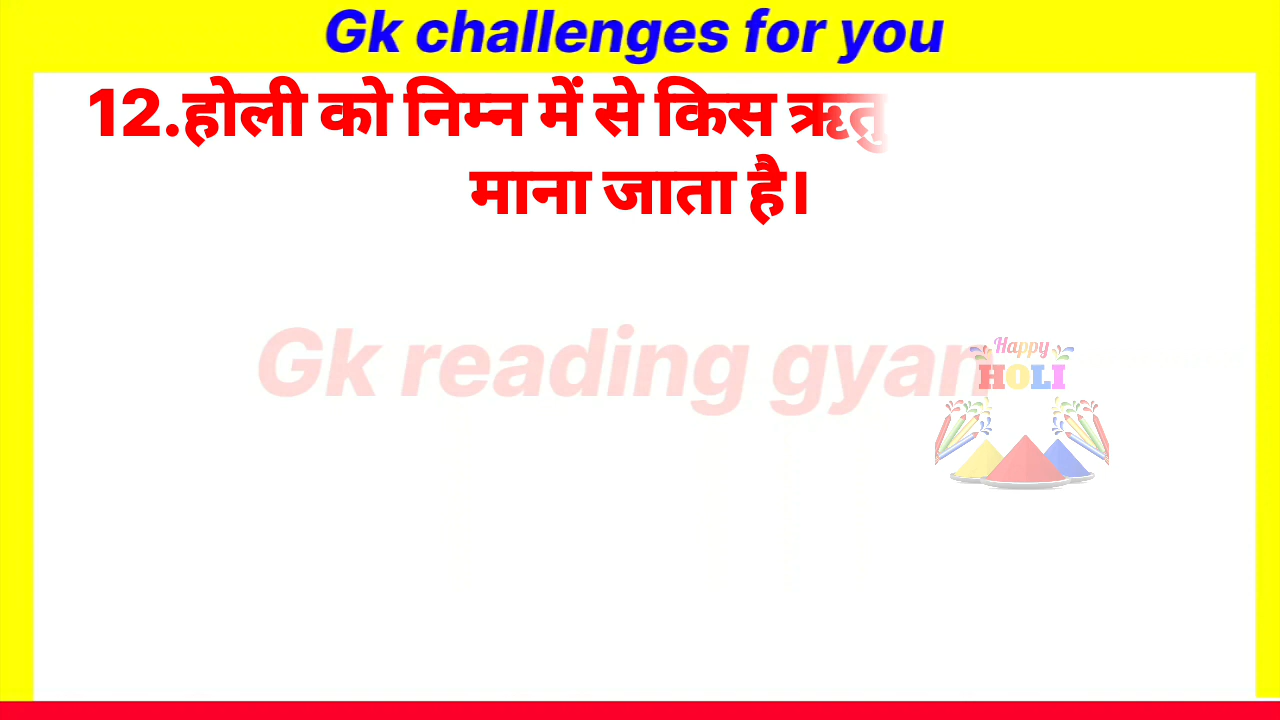 Gk challenges for you
12.होली को निम्न में से किस ऋतु
माना जाता है।
Gk reading gyan
Happy
HOLI